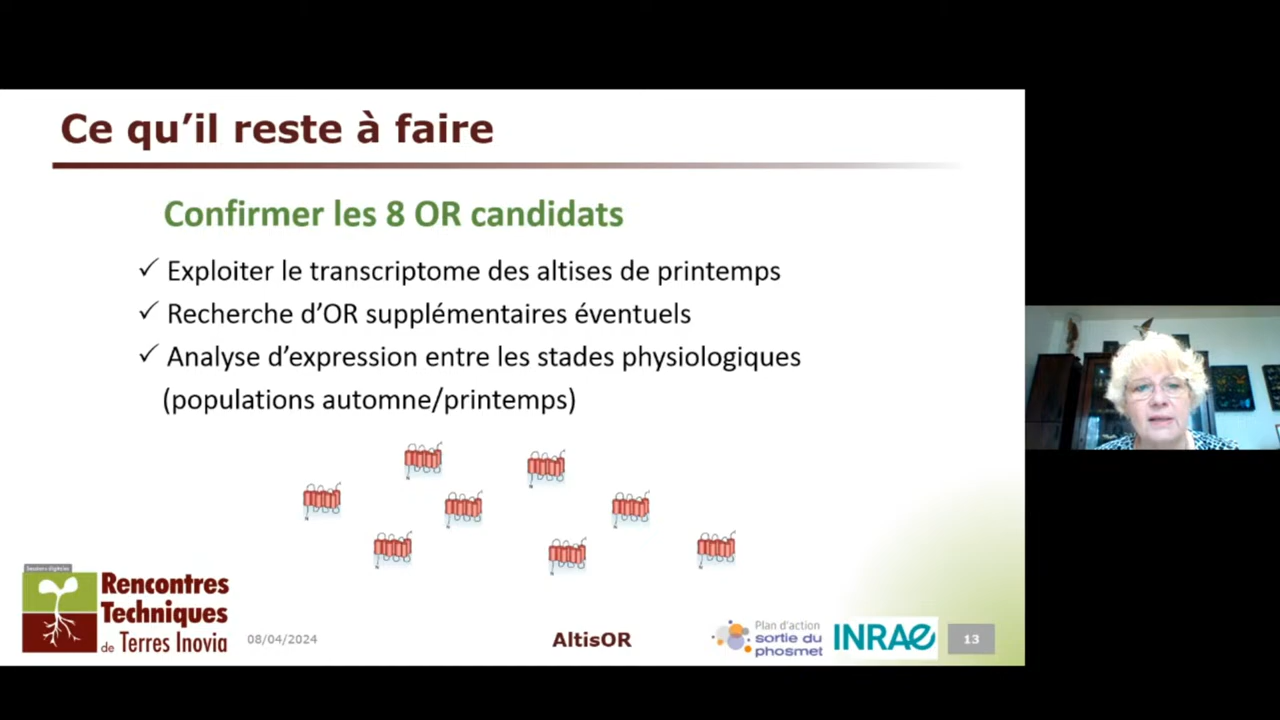 Ce qu’il reste à faire
Confirmer les 8 OR candidats
✓ Exploiter le transcriptome des altises de printemps
✓ Recherche d’OR supplémentaires éventuels
✓ Analyse d’expression entre les stades physiologiques
(populations automne/printemps)
Sessions digitales
Rencontres
Techniques
de Terres Inovia
08/04/2024
AltisOR
Plan d'action
sortie du
phosmet
INRAE
13